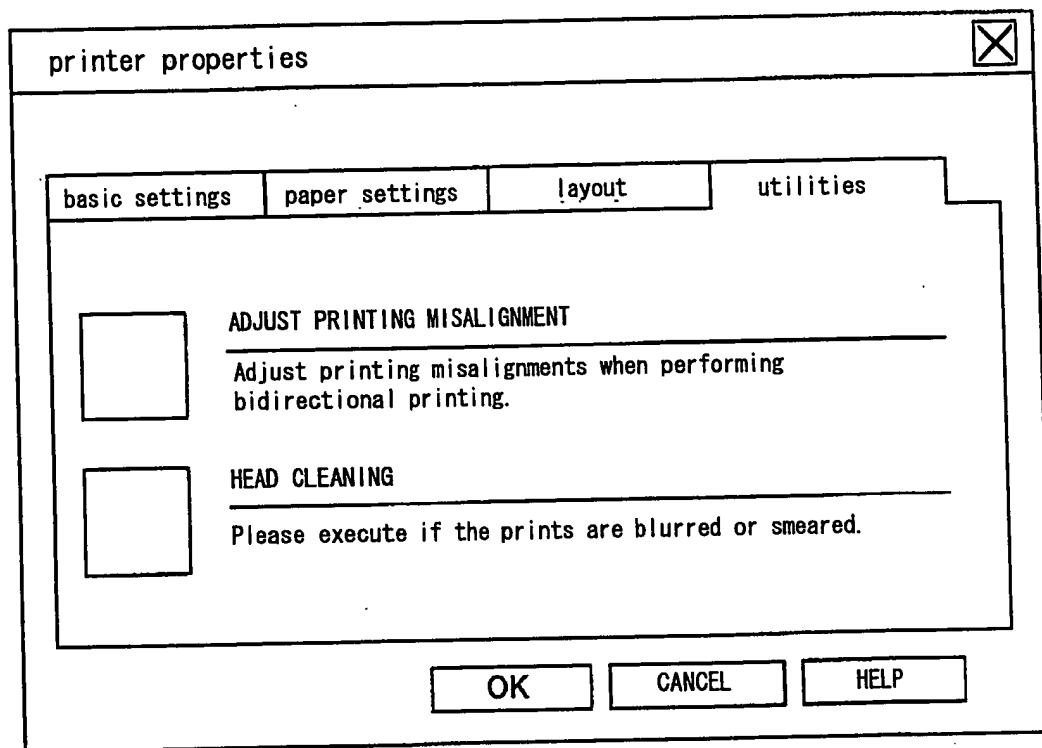 printer properties
basic settings paper settings layout utilities
ADJUST PRINTING MISALIGNMENT
Adjust printing misalignments when performing
bidirectional printing.
HEAD CLEANING
Please execute if the prints are blurred or smeared.
OK CANCEL HELP